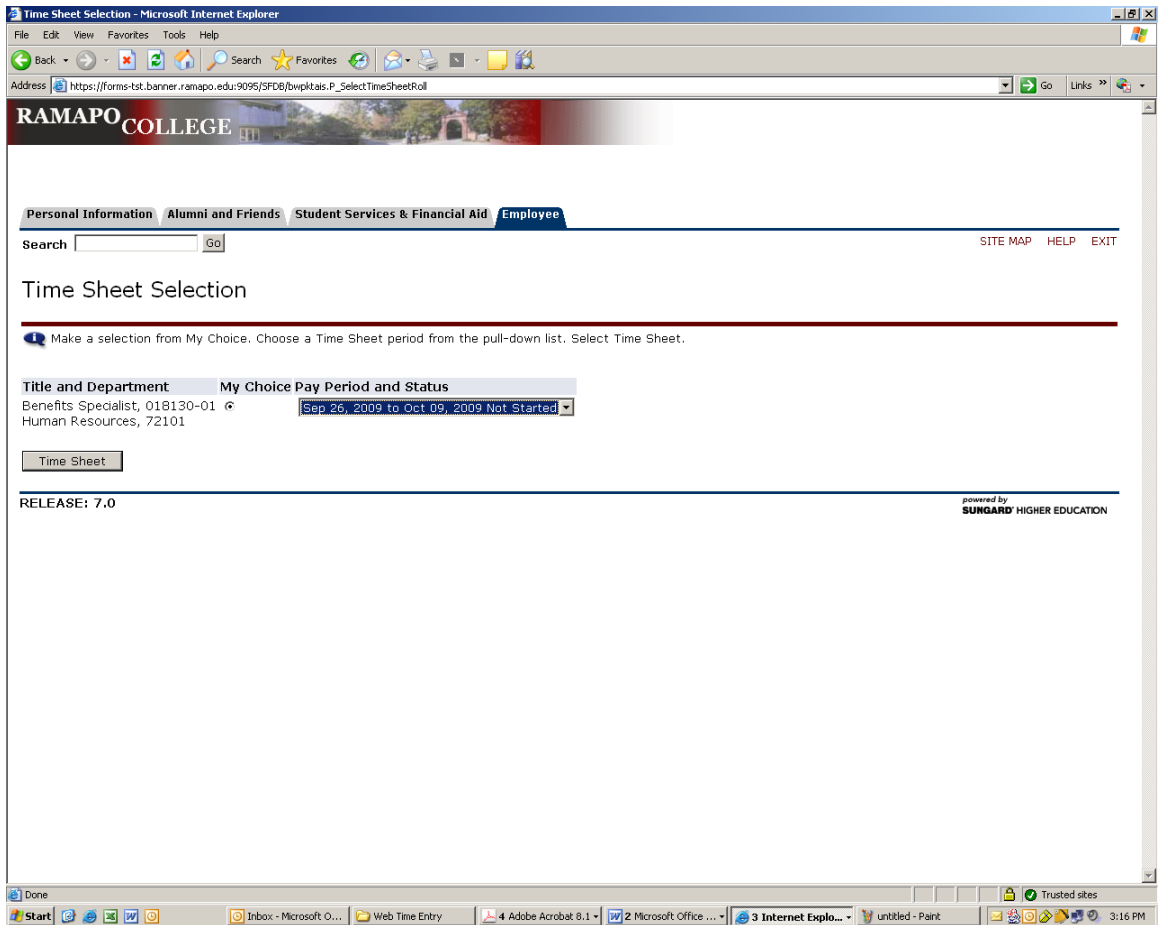 Time Sheet Selection - Microsoft Internet Explorer
File Edit View Favorites Tools Help
Back Search Favorites
Address https://forms-tst.banner.ramapo.edu:9095/SFDB/bwpktais.P_SelectTimeSheetRoll Go Links »
RAMAPO COLLEGE
Personal Information Alumni and Friends Student Services & Financial Aid Employee
Search Go SITE MAP HELP EXIT
Time Sheet Selection
Make a selection from My Choice. Choose a Time Sheet period from the pull-down list. Select Time Sheet.
Title and Department My Choice Pay Period and Status
Benefits Specialist, 018130-01 Sep 26, 2009 to Oct 09, 2009 Not Started
Human Resources, 72101
Time Sheet
RELEASE: 7.0 powered by
SUNGARD® HIGHER EDUCATION
Done Trusted sites
Start Inbox - Microsoft O... Web Time Entry 4 Adobe Acrobat 8.1 2 Microsoft Office ... 3 Internet Explo... untitled - Paint 3:16 PM